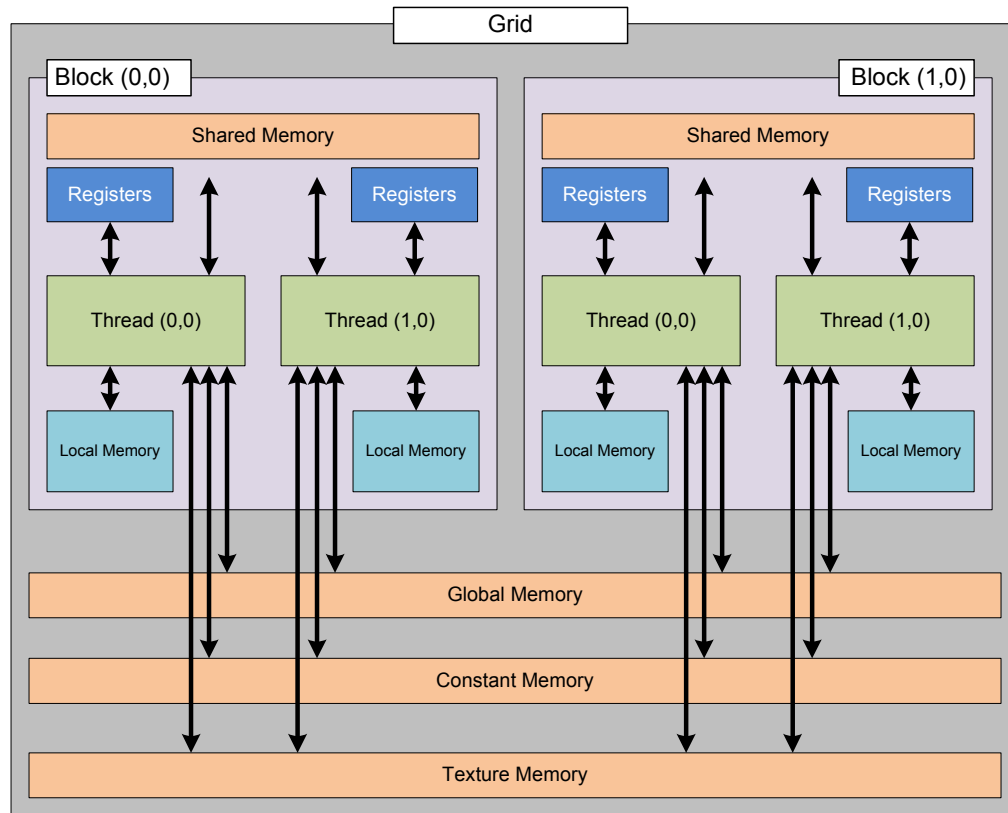 Grid
Block (0,0)
Block (1,0)
Shared Memory
Shared Memory
Registers
Registers
Registers
Registers
Thread (0,0)
Thread (1,0)
Thread (0,0)
Thread (1,0)
Local Memory
Local Memory
Local Memory
Local Memory
Global Memory
Constant Memory
Texture Memory